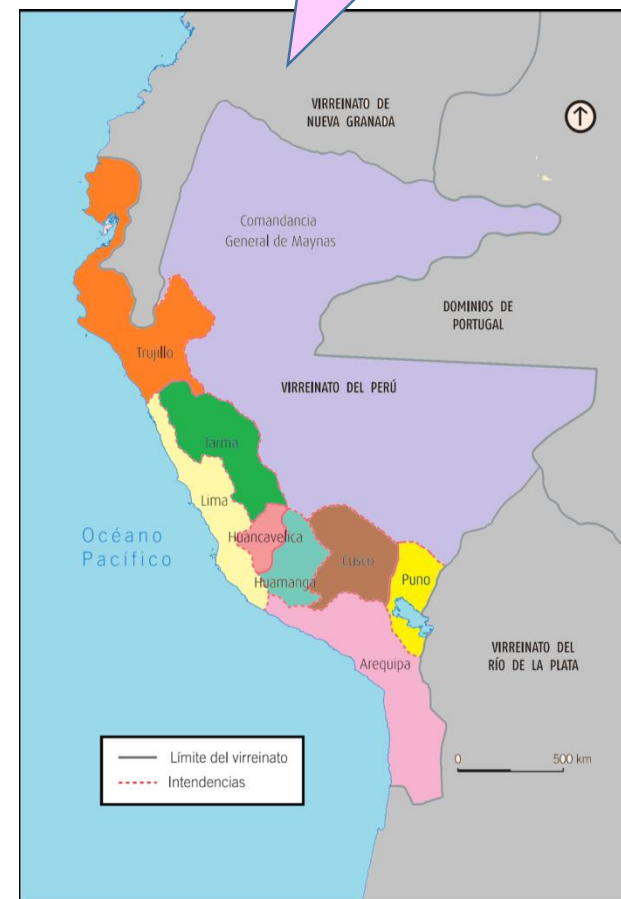 VIRREINATO DE
NUEVA GRANADA
Comandancia
General de Maynas
DOMINIOS DE
PORTUGAL
Trujillo
VIRREINATO DEL PERÚ
Tarma
Lima
Huancavelica
Océano
Pacífico
Cusco
Huamanga
Puno
Arequipa
VIRREINATO DEL
RÍO DE LA PLATA
Límite del virreinato
Intendencias
0 500 km